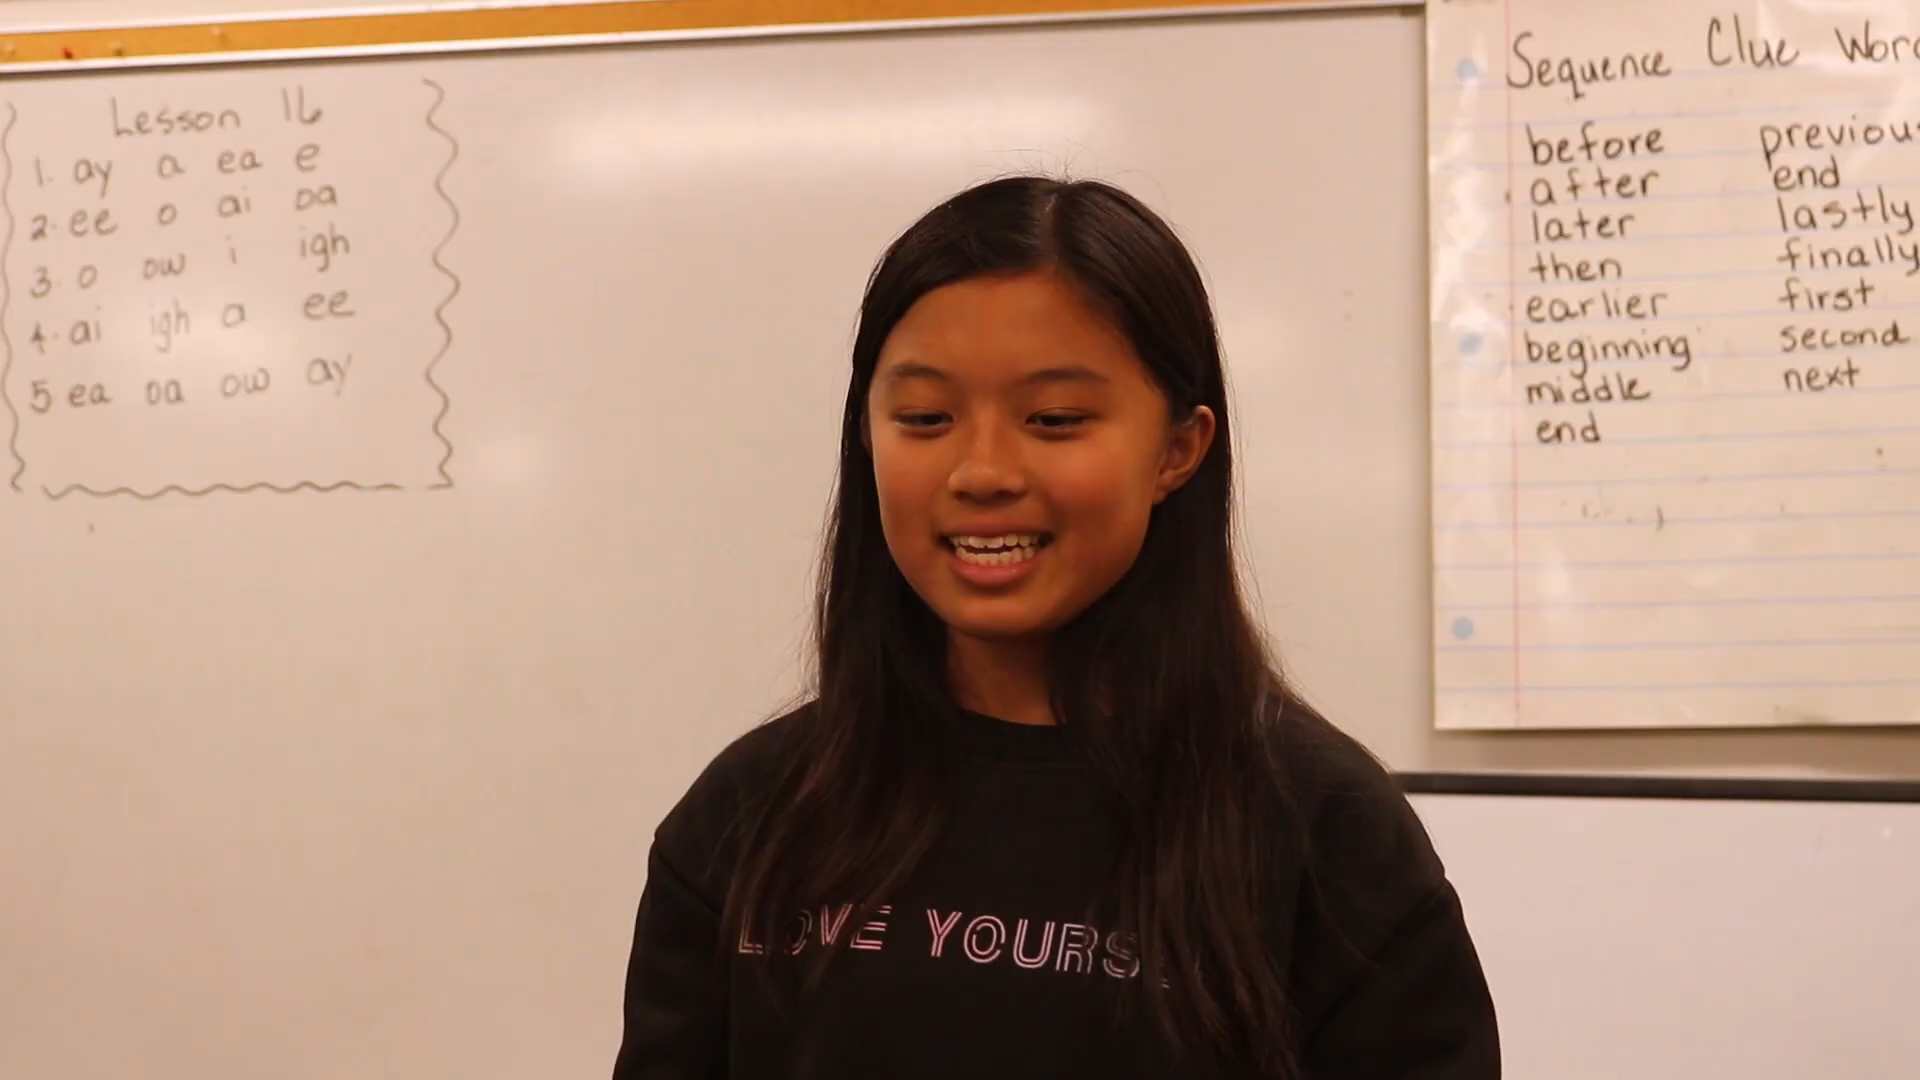 Lesson 16
1. ay a ea e
2. ee o ai oa
3. o ow i igh
4. ai igh a ee
5 ea oa ow ay
Sequence Clue
before
after
later
then
earlier
beginning
middle
end
end
lastly
finally
first
second
next
LOVE